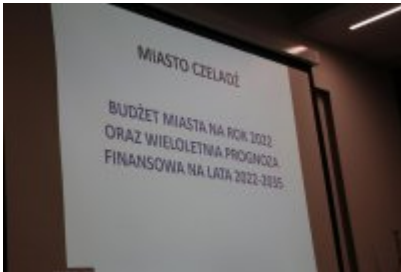 MIASTO CZELADŹ
BUDŻET MIASTA NA ROK 2022
ORAZ WIELOLETNIA PROGNOZA
FINANSOWA NA LATA 2022-2035